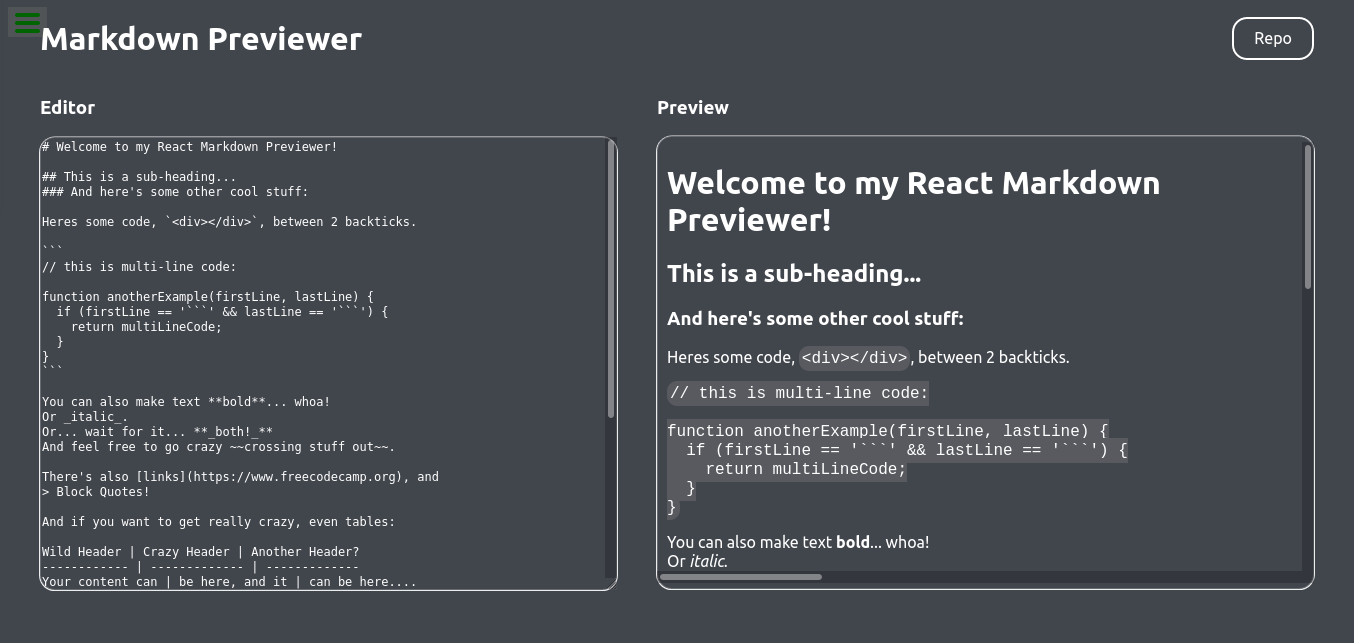 Markdown Previewer
Repo
Editor
# Welcome to my React Markdown Previewer!

## This is a sub-heading...
### And here's some other cool stuff:

Heres some code, `<div></div>`, between 2 backticks.

```
// this is multi-line code:

function anotherExample(firstLine, lastLine) {
  if (firstLine == '```' && lastLine == '```') {
    return multiLineCode;
  }
}
```

You can also make text **bold**... whoa!
Or _italic_.
Or... wait for it... **_both!_**
And feel free to go crazy ~~crossing stuff out~~.

There's also [links](https://www.freecodecamp.org), and
> Block Quotes!

And if you want to get really crazy, even tables:

Wild Header | Crazy Header | Another Header?
------------ | ------------- | -------------
Your content can | be here, and it | can be here....
Preview
Welcome to my React Markdown
Previewer!
This is a sub-heading...
And here's some other cool stuff:
Heres some code, <div></div>, between 2 backticks.
// this is multi-line code:

function anotherExample(firstLine, lastLine) {
  if (firstLine == '```' && lastLine == '```') {
    return multiLineCode;
  }
}
You can also make text bold... whoa!
Or italic.